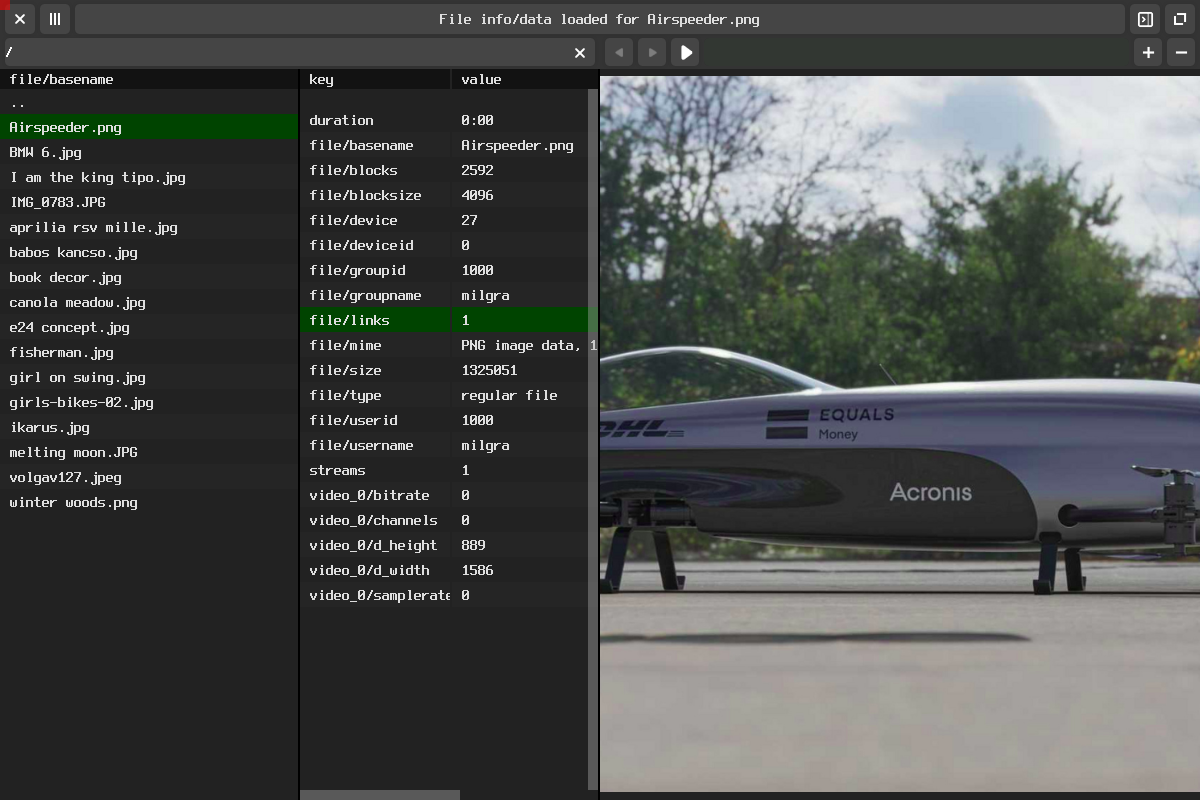 File info/data loaded for Airspeeder.png
/
file/basename
..
Airspeeder.png
BMW 6.jpg
I am the king tipo.jpg
IMG_0783.JPG
aprilia rsv mille.jpg
babos kancso.jpg
book decor.jpg
canola meadow.jpg
e24 concept.jpg
fisherman.jpg
girl on swing.jpg
girls-bikes-02.jpg
ikarus.jpg
melting moon.JPG
volgav127.jpeg
winter woods.png
key value
duration 0:00
file/basename Airspeeder.png
file/blocks 2592
file/blocksize 4096
file/device 27
file/deviceid 0
file/groupid 1000
file/groupname milgra
file/links 1
file/mime PNG image data, 1
file/size 1325051
file/type regular file
file/userid 1000
file/username milgra
streams 1
video_0/bitrate 0
video_0/channels 0
video_0/d_height 889
video_0/d_width 1586
video_0/samplerate 0
DHL
EQUALS
Money
Acronis